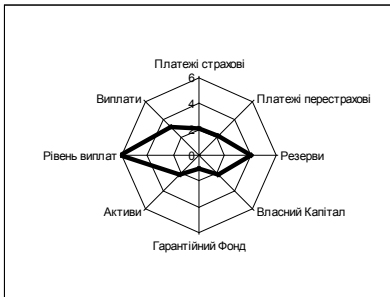 Платежі страхові
6
Виплати
4
Платежі перестрахові
2
Рівень виплат
0
Резерви
Активи
Власний Капітал
Гарантійний Фонд